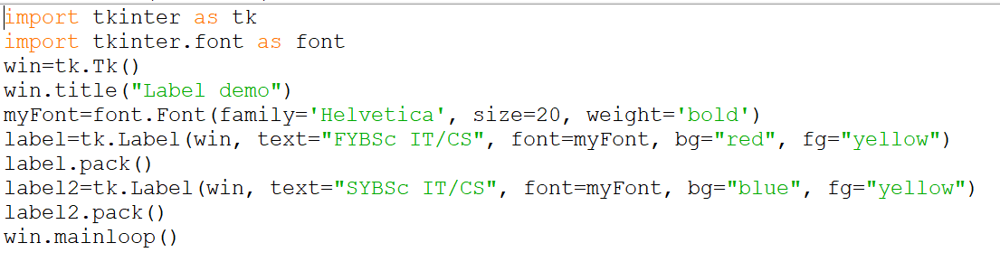 import tkinter as tk
import tkinter.font as font
win=tk.Tk()
win.title("Label demo")
myFont=font.Font(family='Helvetica', size=20, weight='bold')
label=tk.Label(win, text="FYBSc IT/CS", font=myFont, bg="red", fg="yellow")
label.pack()
label2=tk.Label(win, text="SYBSc IT/CS", font=myFont, bg="blue", fg="yellow")
label2.pack()
win.mainloop()